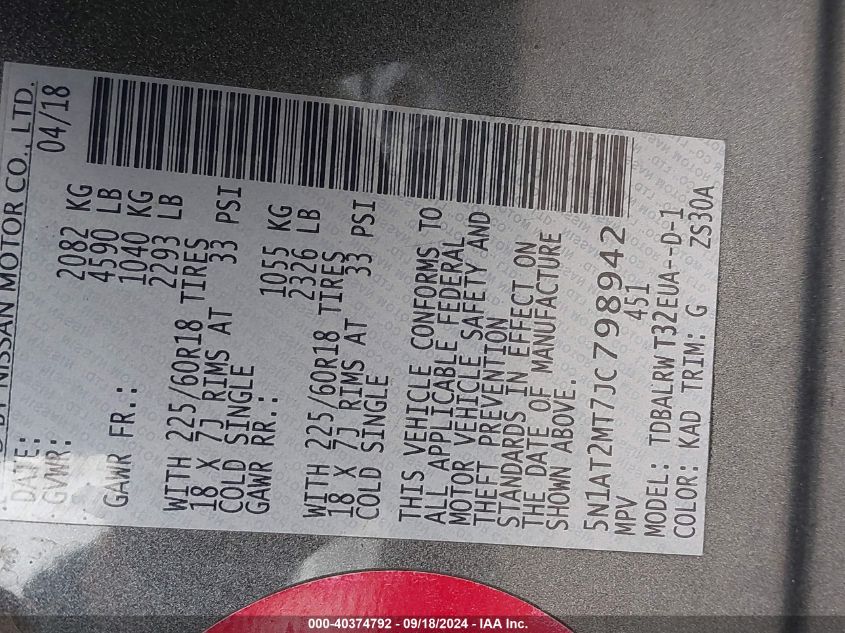 D BY NISSAN MOTOR CO., LTD.
DATE: 04/18
GVWR: 2082 KG
4590 LB
GAWR FR.: 1040 KG
2293 LB
WITH 225/60R18 TIRES
18 X 7J RIMS AT 33 PSI
COLD SINGLE
GAWR RR.: 1055 KG
2326 LB
WITH 225/60R18 TIRES
18 X 7J RIMS AT 33 PSI
COLD SINGLE
THIS VEHICLE CONFORMS TO
ALL APPLICABLE FEDERAL
MOTOR VEHICLE SAFETY AND
THEFT PREVENTION
STANDARDS IN EFFECT ON
THE DATE OF MANUFACTURE
SHOWN ABOVE.
5N1AT2MT7JC798942
MPV 451
MODEL: TDBALRW T32EUA--D-1
COLOR: KAD TRIM: G ZS30A
000-40374792 - 09/18/2024 - IAA Inc.